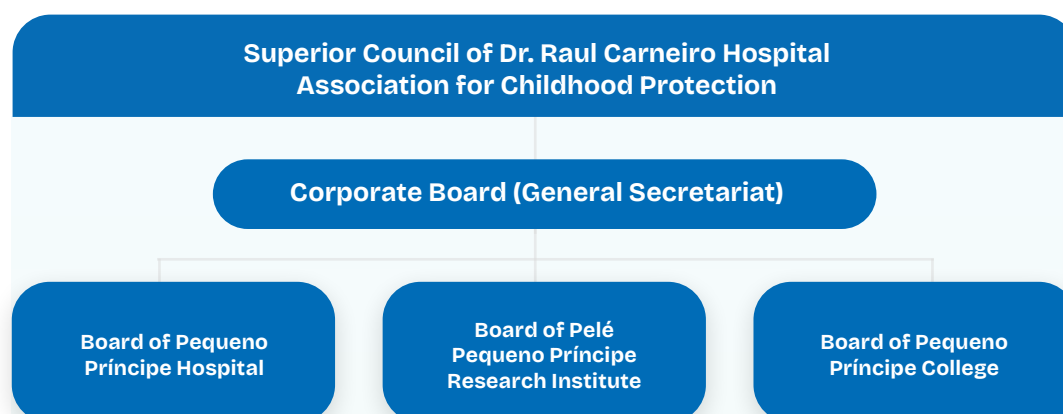 Superior Council of Dr. Raul Carneiro Hospital
Association for Childhood Protection
Corporate Board (General Secretariat)
Board of Pequeno
Príncipe Hospital
Board of Pelé
Pequeno Príncipe
Research Institute
Board of Pequeno
Príncipe College